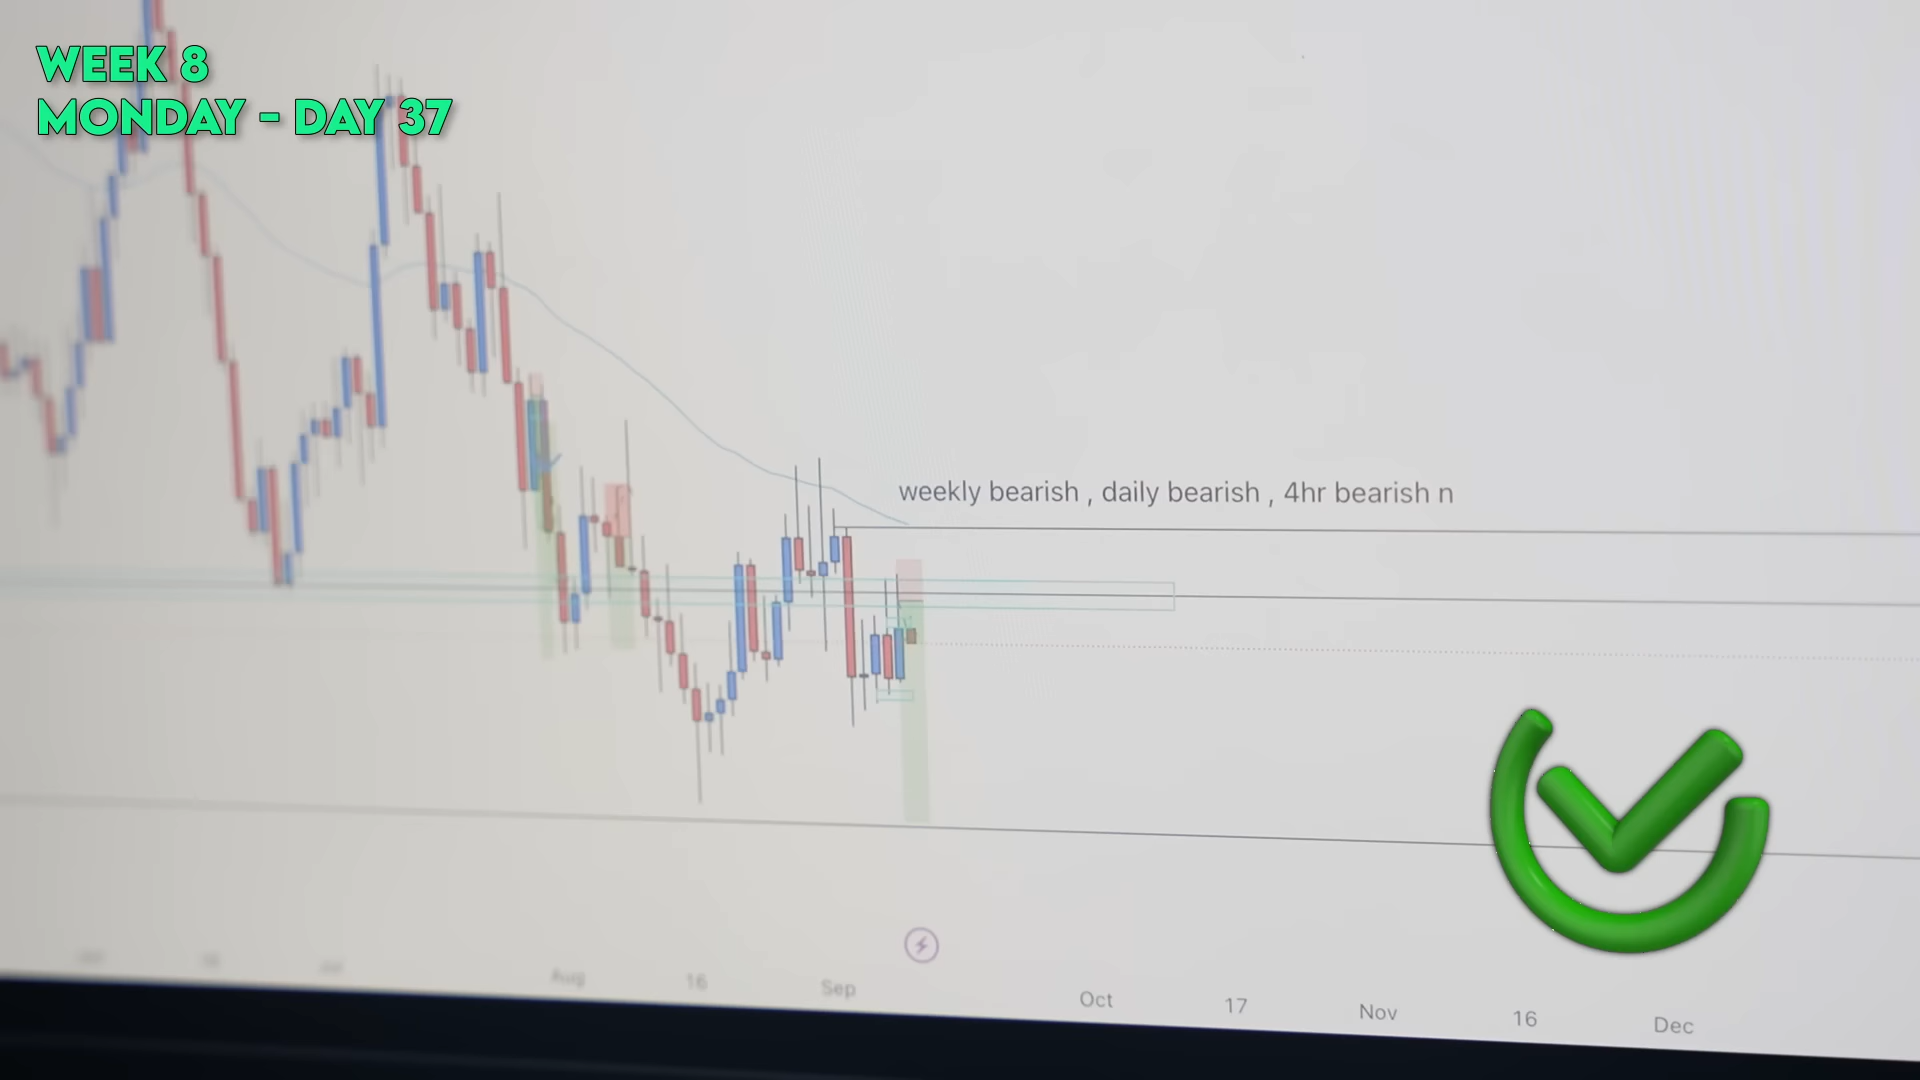 WEEK 8
MONDAY - DAY 37
weekly bearish , daily bearish , 4hr bearish n
Aug 16 Sep Oct 17 Nov 16 Dec